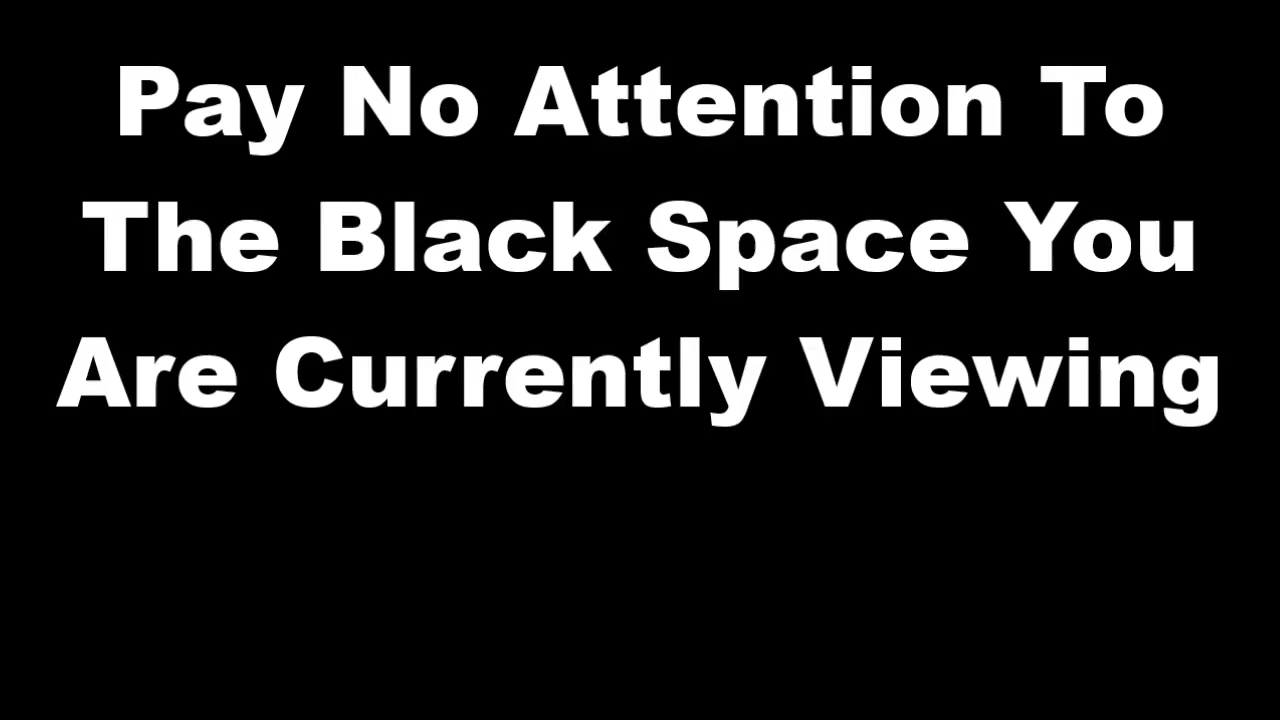 Pay No Attention To
The Black Space You
Are Currently Viewing